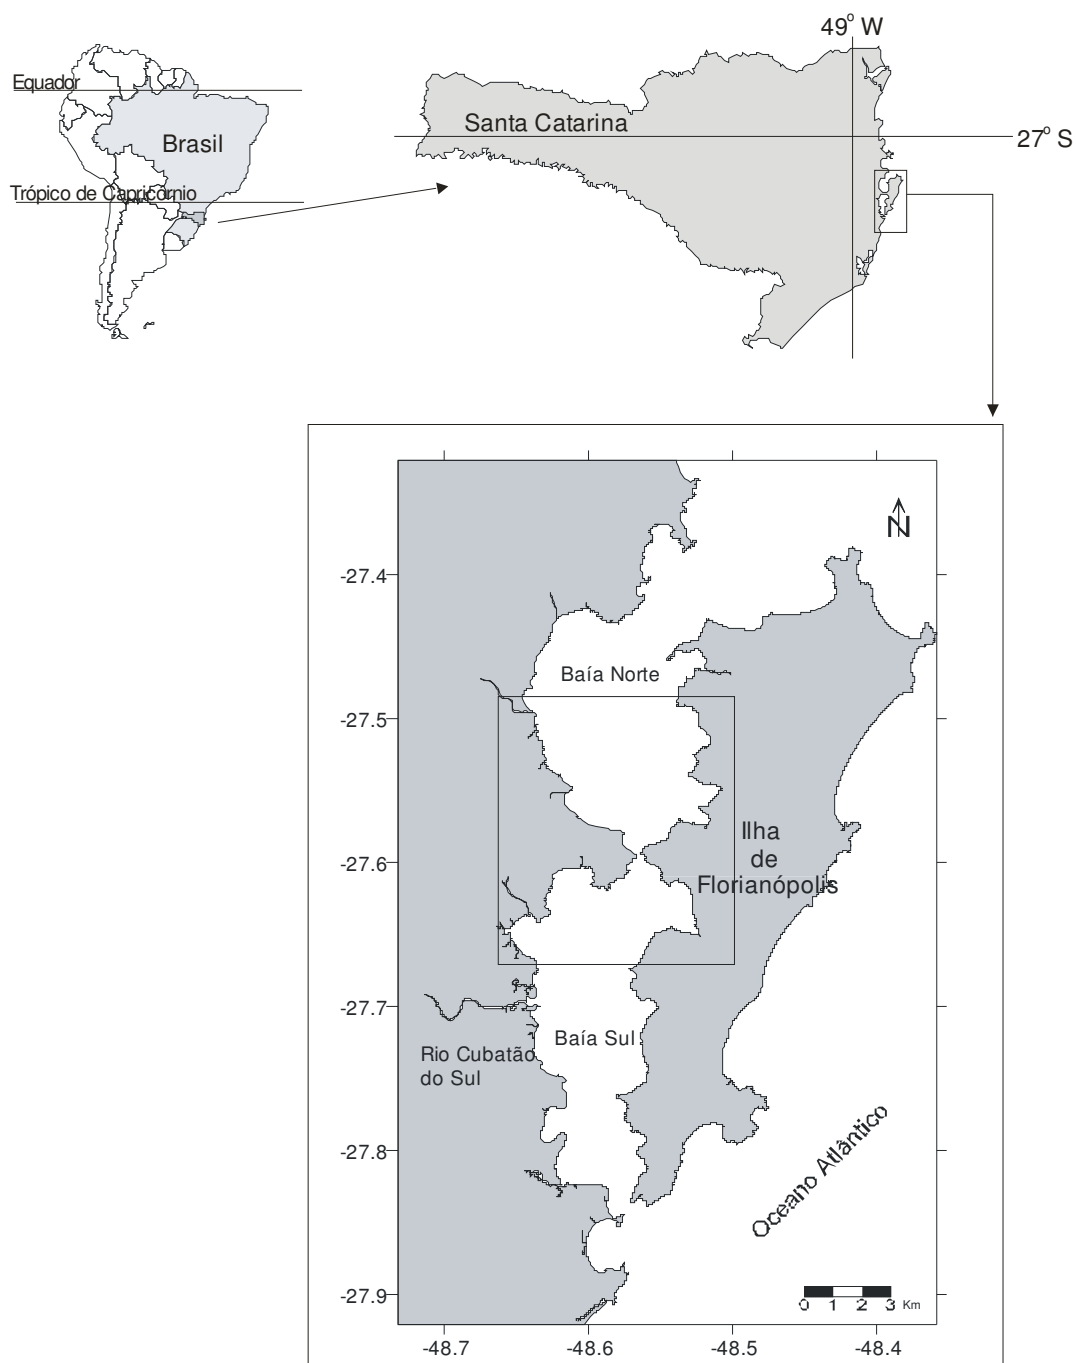 49° W
Equador
Brasil
Santa Catarina
27° S
Trópico de Capricórnio
N
-27.4
Baía Norte
-27.5
Ilha
de
Florianópolis
-27.6
-27.7
Baía Sul
Rio Cubatão
do Sul
Oceano Atlântico
-27.8
-27.9
0 1 2 3 Km
-48.7 -48.6 -48.5 -48.4